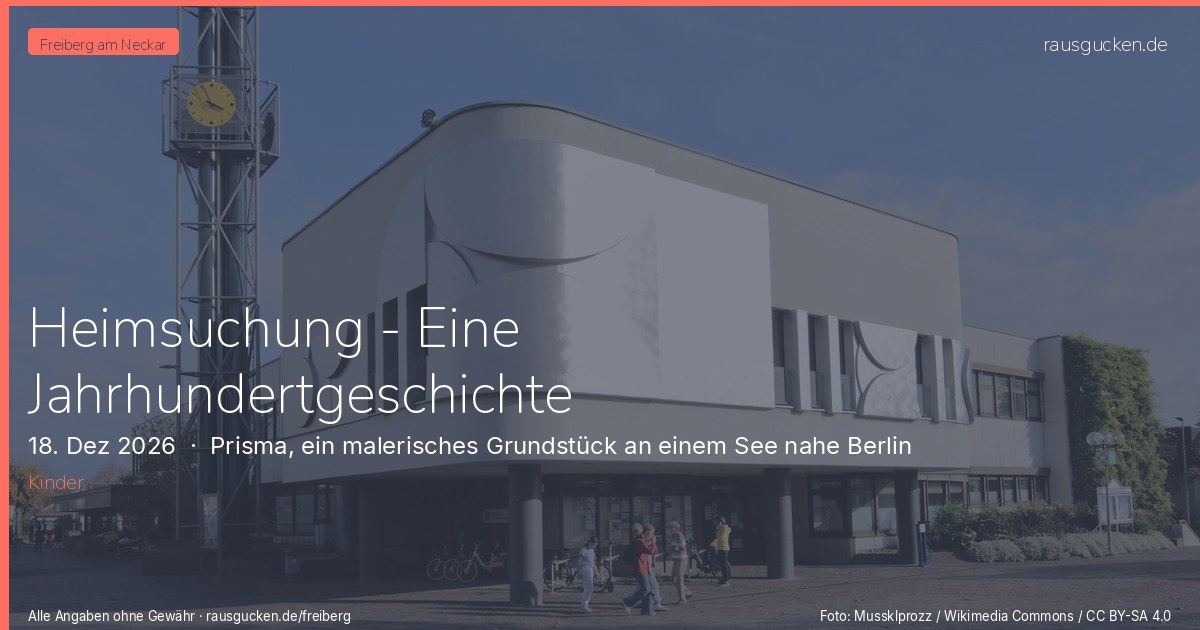 Freiberg am Neckar
rausgucken.de
Heimsuchung - Eine
Jahrhundertgeschichte
18. Dez 2026 · Prisma, ein malerisches Grundstück an einem See nahe Berlin
Kinder
Alle Angaben ohne Gewähr · rausgucken.de/freiberg
Foto: Mussklprozz / Wikimedia Commons / CC BY-SA 4.0